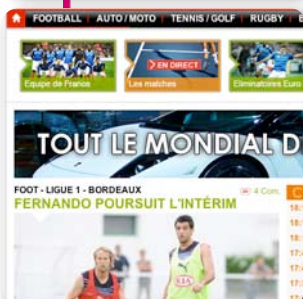 FOOTBALL AUTO / MOTO TENNIS / GOLF RUGBY
EN DIRECT
Equipe de France Les matches Eliminatoires Euro
TOUT LE MONDIAL D
FOOT - LIGUE 1 - BORDEAUX 4 Com.
FERNANDO POURSUIT L'INTÉRIM
KIA